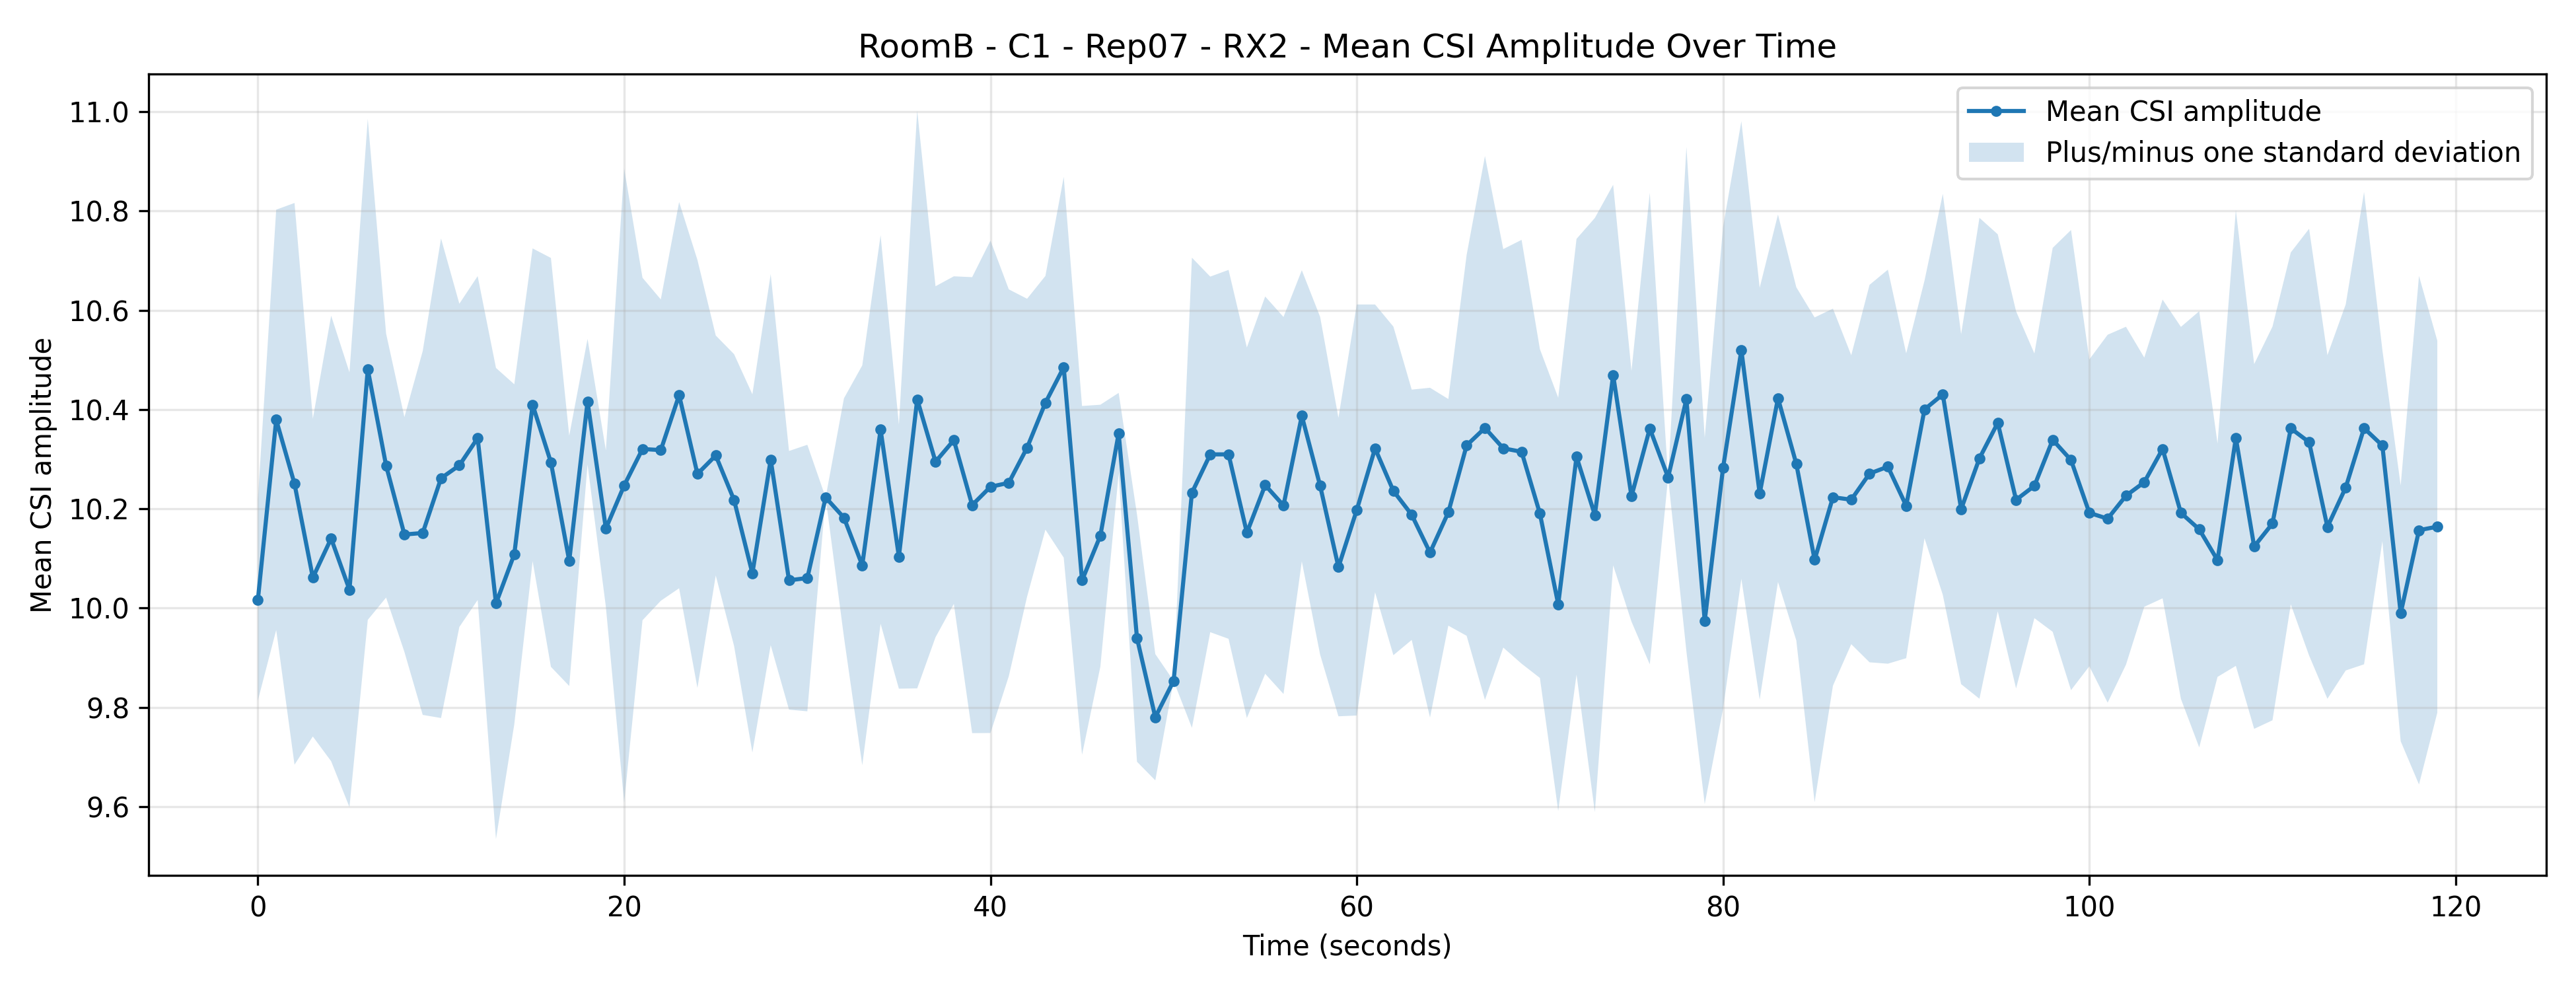 RoomB - C1 - Rep07 - RX2 - Mean CSI Amplitude Over Time
Mean CSI amplitude
Plus/minus one standard deviation
Mean CSI amplitude
11.0
10.8
10.6
10.4
10.2
10.0
9.8
9.6
0 20 40 60 80 100 120
Time (seconds)